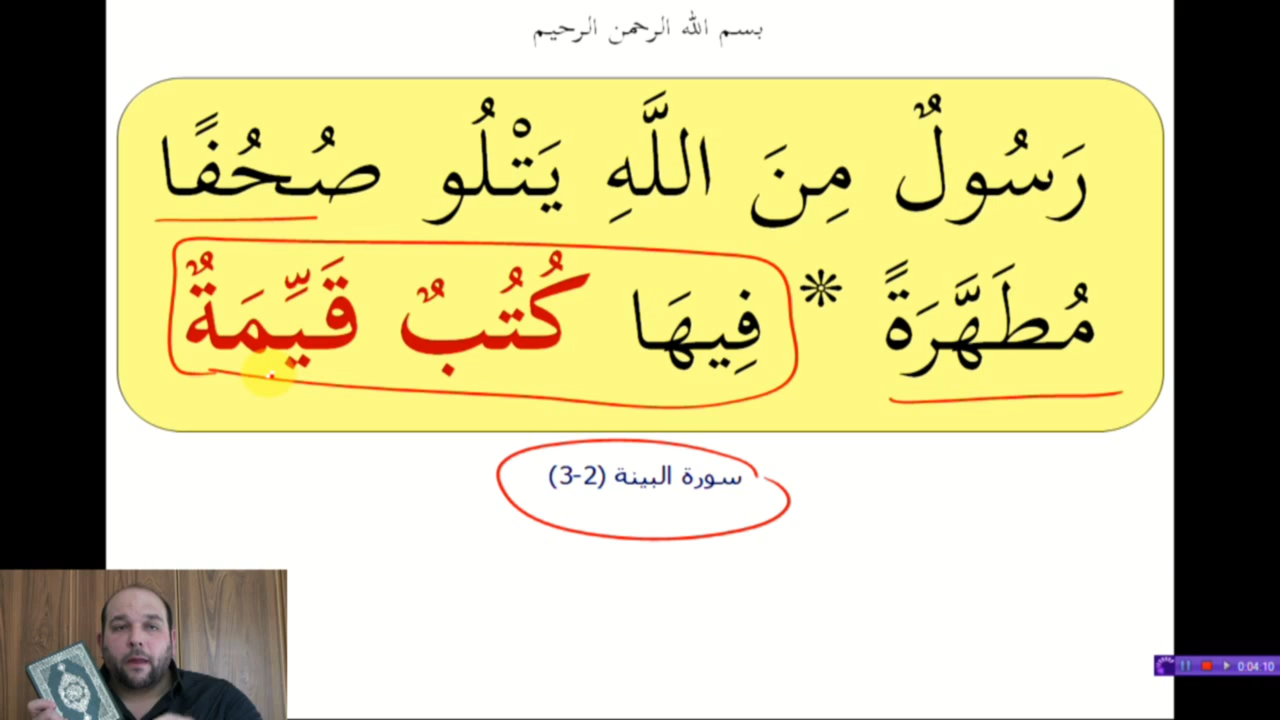 بسم الله الرحمن الرحيم
رَسُولٌ مِنَ اللَّهِ يَتْلُو صُحُفًا
مُطَهَّرَةً * فِيهَا كُتُبٌ قَيِّمَةٌ
سورة البينة (2-3)
0:04:10